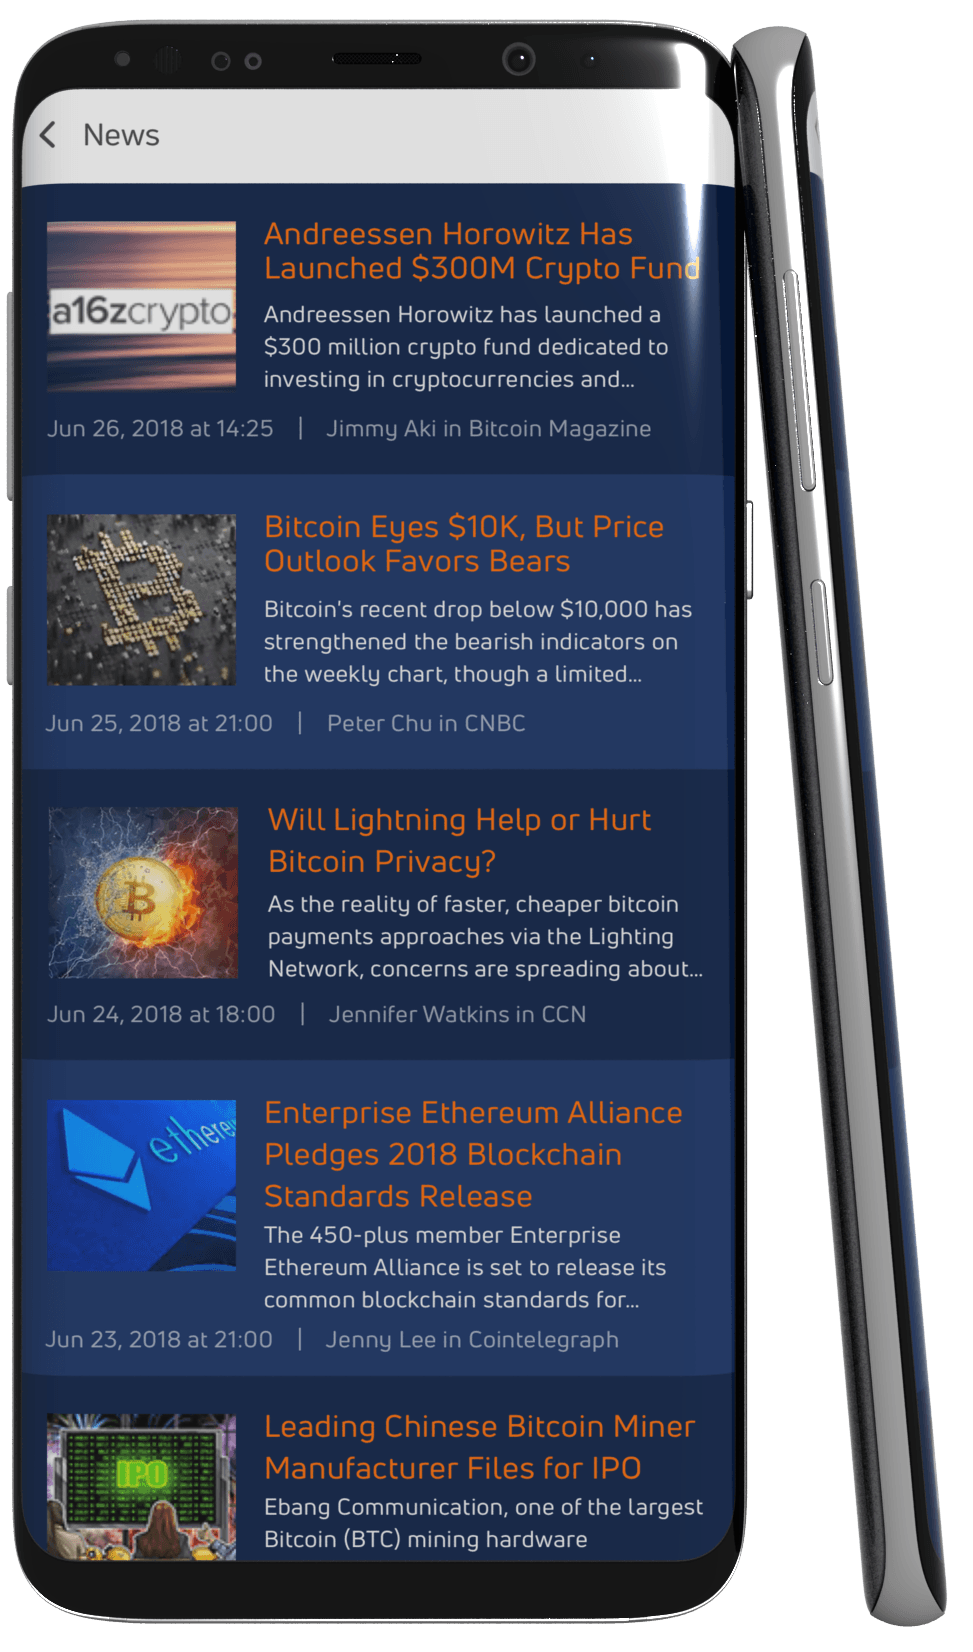 News
Andreessen Horowitz Has
Launched $300M Crypto Fund
a16zcrypto
Andreessen Horowitz has launched a
$300 million crypto fund dedicated to
investing in cryptocurrencies and...
Jun 26, 2018 at 14:25 | Jimmy Aki in Bitcoin Magazine
Bitcoin Eyes $10K, But Price
Outlook Favors Bears
Bitcoin's recent drop below $10,000 has
strengthened the bearish indicators on
the weekly chart, though a limited...
Jun 25, 2018 at 21:00 | Peter Chu in CNBC
Will Lightning Help or Hurt
Bitcoin Privacy?
As the reality of faster, cheaper bitcoin
payments approaches via the Lighting
Network, concerns are spreading about...
Jun 24, 2018 at 18:00 | Jennifer Watkins in CCN
Enterprise Ethereum Alliance
Pledges 2018 Blockchain
Standards Release
ethereu
The 450-plus member Enterprise
Ethereum Alliance is set to release its
common blockchain standards for...
Jun 23, 2018 at 21:00 | Jenny Lee in Cointelegraph
Leading Chinese Bitcoin Miner
Manufacturer Files for IPO
IPO
Ebang Communication, one of the largest
Bitcoin (BTC) mining hardware